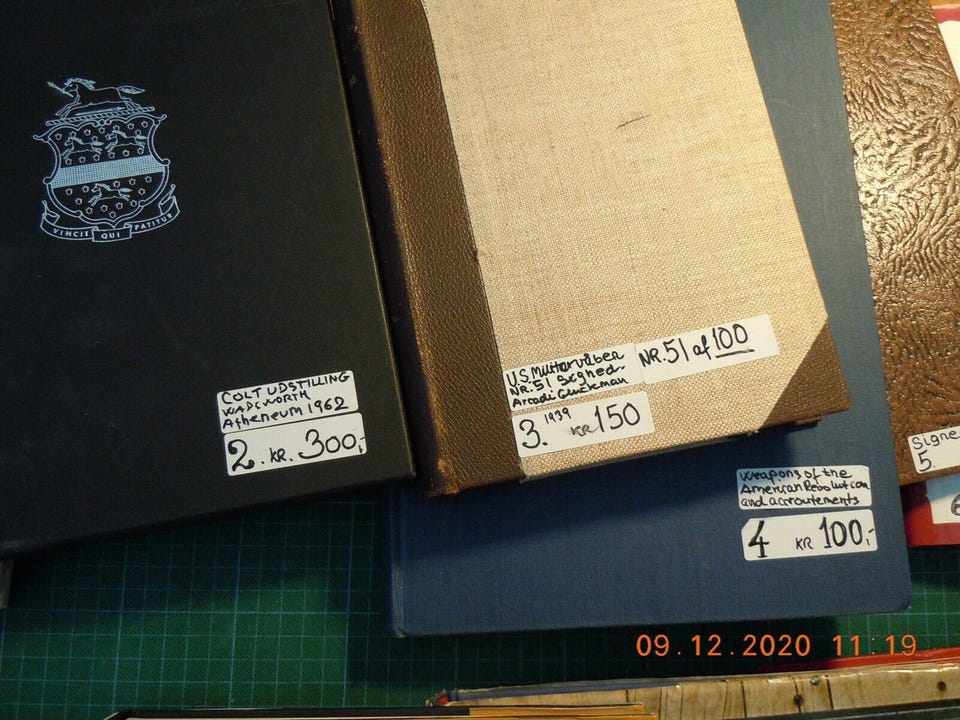 VINCIT QUI PATITUR
COLT UDSTILLING
WADSWORTH
Atheneum 1962
2. KR. 300,-
NR. 51 Signed.
Arcadi Gluckman
NR. 51 af 100
1939
3. KR 150
Weapons of the
American Revolution
and accroutements
4 KR 100,-
Signe
5.
09.12.2020 11:19